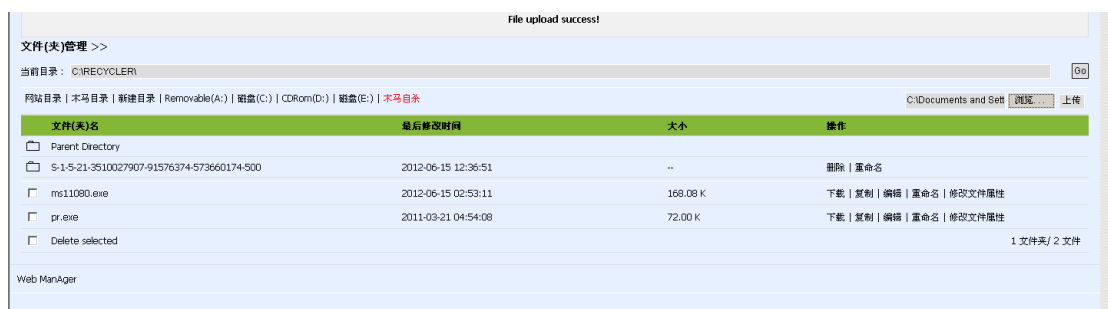 File upload success!
文件(夹)管理 >>
当前目录： C:\RECYCLER\ Go
网站目录 | 木马目录 | 新建目录 | Removable(A:) | 磁盘(C:) | CDRom(D:) | 磁盘(E:) | 木马自杀 C:\Documents and Sett 浏览... 上传
文件(夹)名 最后修改时间 大小 操作
Parent Directory
S-1-5-21-3510027907-91576374-573660174-500 2012-06-15 12:36:51 -- 删除 | 重命名
ms11080.exe 2012-06-15 02:53:11 168.08 K 下载 | 复制 | 编辑 | 重命名 | 修改文件属性
pr.exe 2011-03-21 04:54:08 72.00 K 下载 | 复制 | 编辑 | 重命名 | 修改文件属性
Delete selected 1 文件夹/ 2 文件
Web ManAger